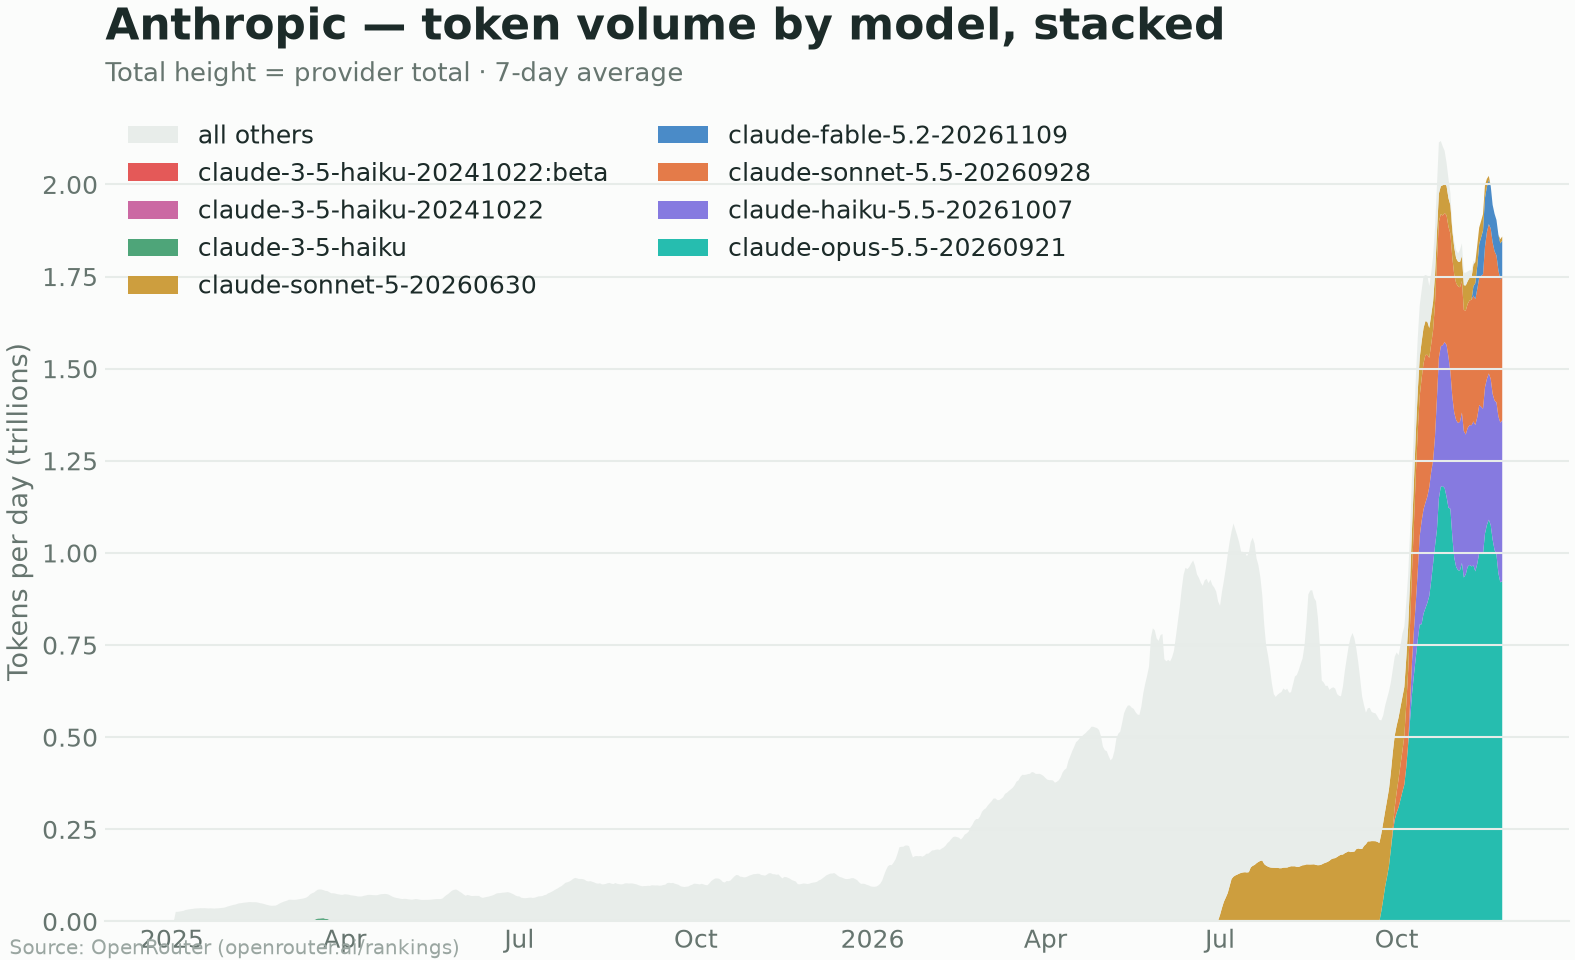 Anthropic — token volume by model, stacked
Total height = provider total · 7-day average
all others
claude-3-5-haiku-20241022:beta
claude-3-5-haiku-20241022
claude-3-5-haiku
claude-sonnet-5-20260630
claude-fable-5.2-20261109
claude-sonnet-5.5-20260928
claude-haiku-5.5-20261007
claude-opus-5.5-20260921
Tokens per day (trillions)
2.00
1.75
1.50
1.25
1.00
0.75
0.50
0.25
0.00
2025 Apr Jul Oct 2026 Apr Jul Oct
Source: OpenRouter (openrouter.ai/rankings)